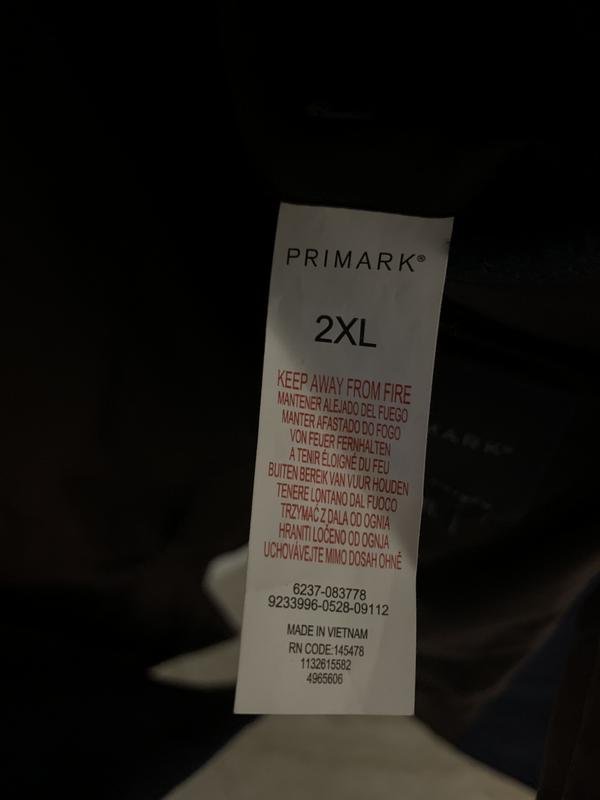 PRIMARK®
2XL
KEEP AWAY FROM FIRE
MANTENER ALEJADO DEL FUEGO
MANTER AFASTADO DO FOGO
VON FEUER FERNHALTEN
A TENIR ÉLOIGNÉ DU FEU
BUITEN BEREIK VAN VUUR HOUDEN
TENERE LONTANO DAL FUOCO
TRZYMAĆ Z DALA OD OGNIA
HRANITI LOČENO OD OGNJA
UCHOVÁVEJTE MIMO DOSAH OHNĚ
6237-083778
9233996-0528-09112
MADE IN VIETNAM
RN CODE:145478
1132615582
4965606